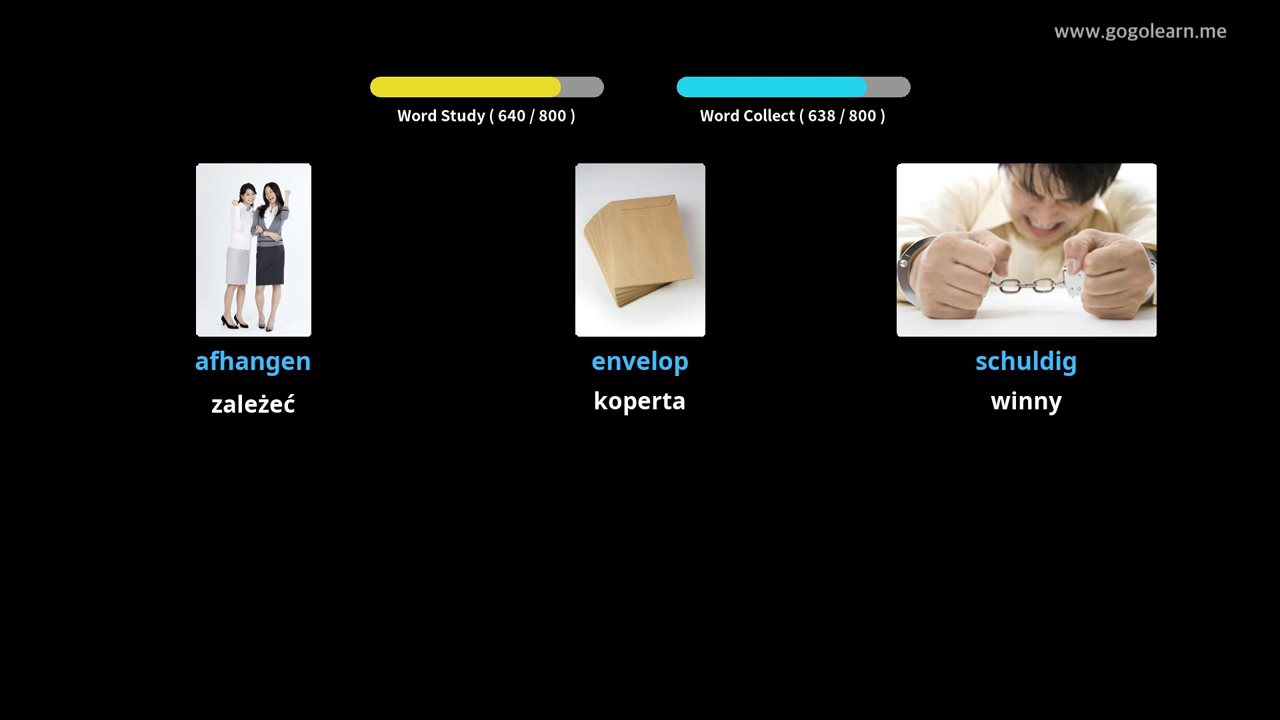 www.gogolearn.me
Word Study ( 640 / 800 )
Word Collect ( 638 / 800 )
afhangen
zależeć
envelop
koperta
schuldig
winny